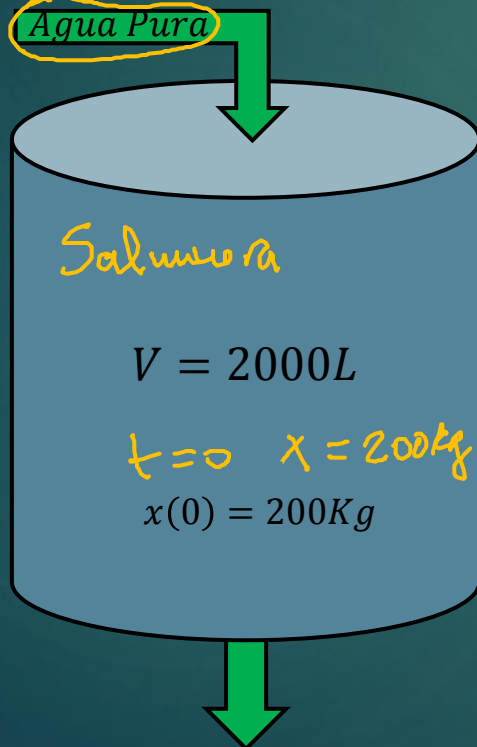 Agua Pura
Salmuera
V = 2000L
t=0 x = 200kg
x(0) = 200Kg